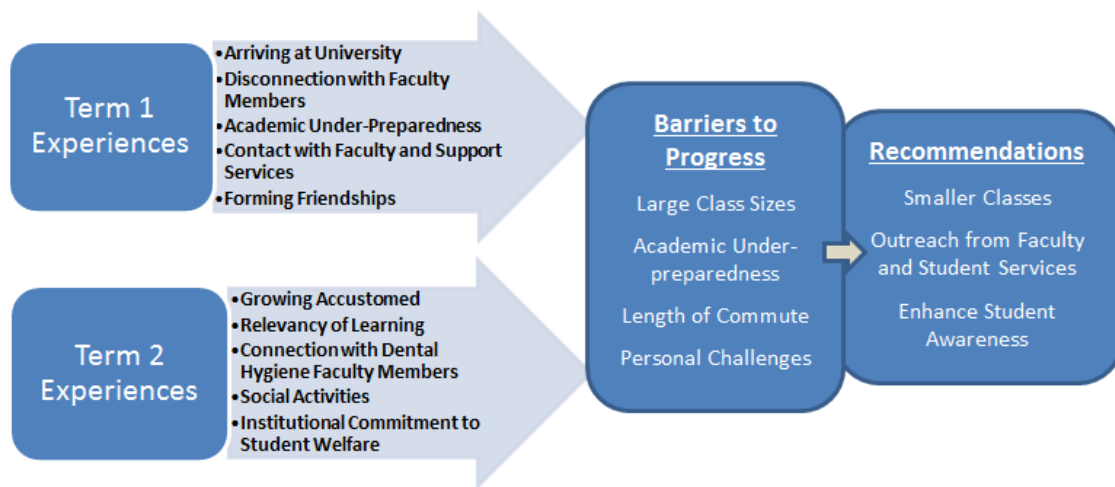 Term 1
Experiences
•Arriving at University
•Disconnection with Faculty
Members
•Academic Under-Preparedness
•Contact with Faculty and Support
Services
•Forming Friendships
Term 2
Experiences
•Growing Accustomed
•Relevancy of Learning
•Connection with Dental
Hygiene Faculty Members
•Social Activities
•Institutional Commitment to
Student Welfare
Barriers to
Progress
Large Class Sizes
Academic Under-
preparedness
Length of Commute
Personal Challenges
Recommendations
Smaller Classes
Outreach from Faculty
and Student Services
Enhance Student
Awareness